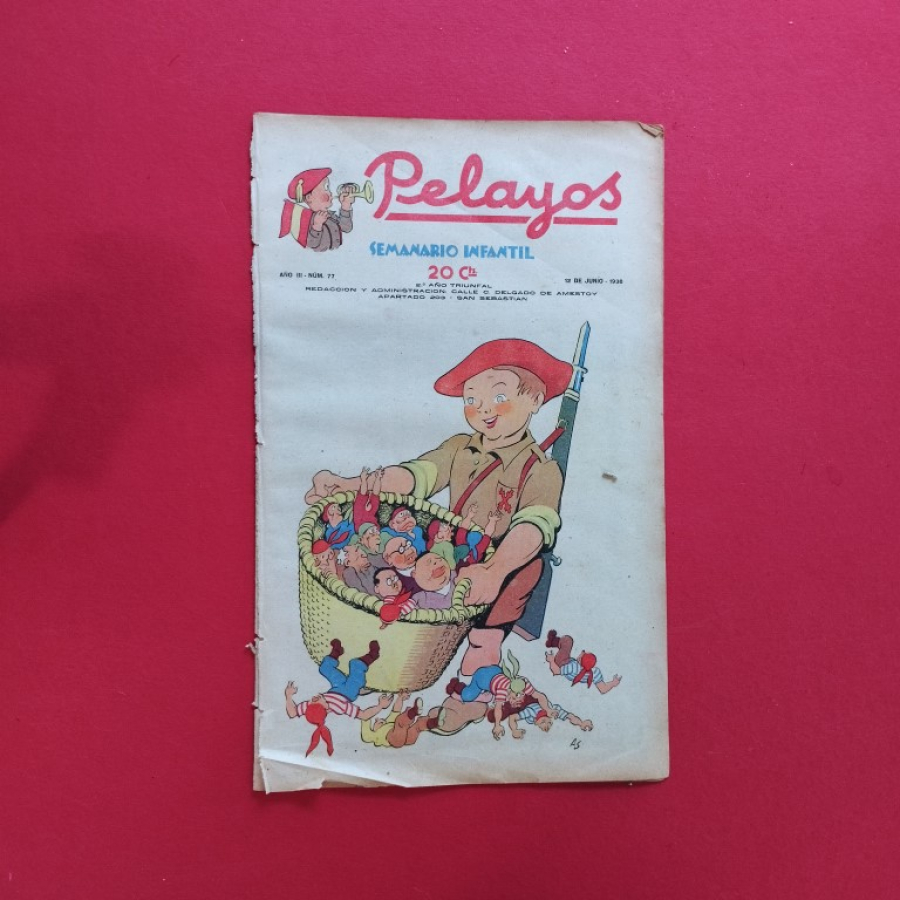 Pelayos
SEMANARIO INFANTIL
20 Cts
AÑO III - NÚM. 77
2.º AÑO TRIUNFAL
12 DE JUNIO - 1938
REDACCION Y ADMINISTRACION: CALLE C. DELGADO DE AMESTOY
APARTADO 203 - SAN SEBASTIAN
AS